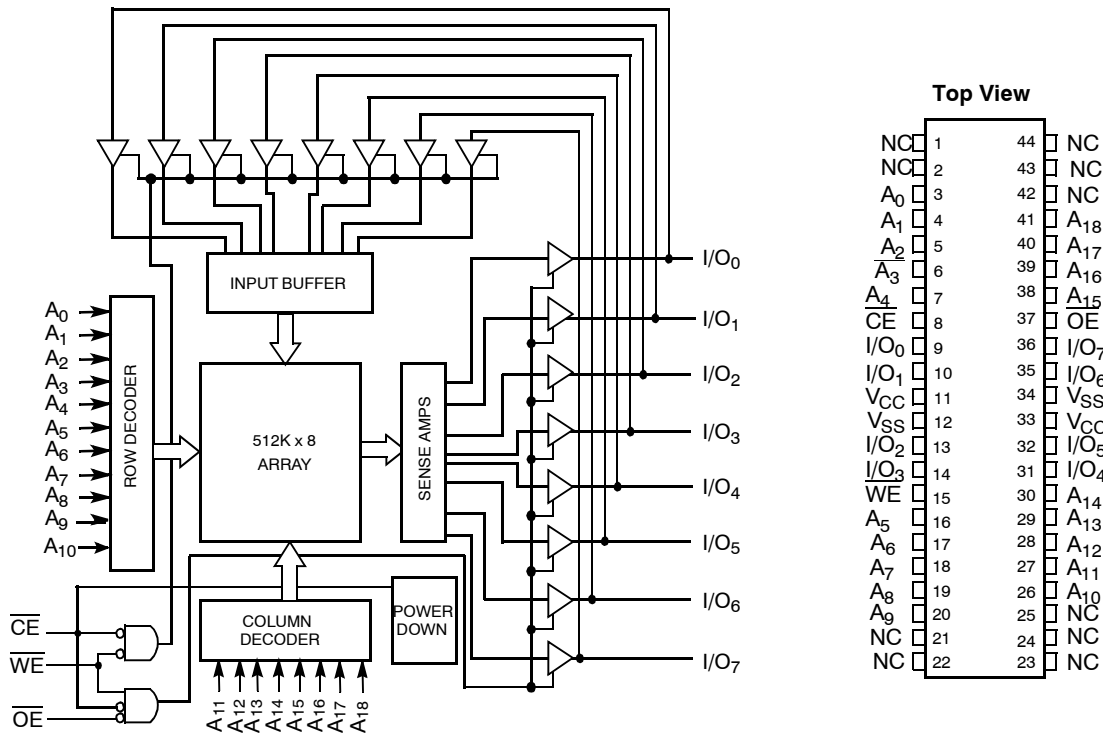 INPUT BUFFER
A0
A1
A2
A3
A4
A5
A6
A7
A8
A9
A10
ROW DECODER
512K x 8
ARRAY
SENSE AMPS
COLUMN
DECODER
POWER
DOWN
CE
WE
OE
A11
A12
A13
A14
A15
A16
A17
A18
I/O0
I/O1
I/O2
I/O3
I/O4
I/O5
I/O6
I/O7
Top View
NC 1 44 NC
NC 2 43 NC
A0 3 42 NC
A1 4 41 A18
A2 5 40 A17
A3 6 39 A16
A4 7 38 A15
CE 8 37 OE
I/O0 9 36 I/O7
I/O1 10 35 I/O6
VCC 11 34 VSS
VSS 12 33 VCC
I/O2 13 32 I/O5
I/O3 14 31 I/O4
WE 15 30 A14
A5 16 29 A13
A6 17 28 A12
A7 18 27 A11
A8 19 26 A10
A9 20 25 NC
NC 21 24 NC
NC 22 23 NC